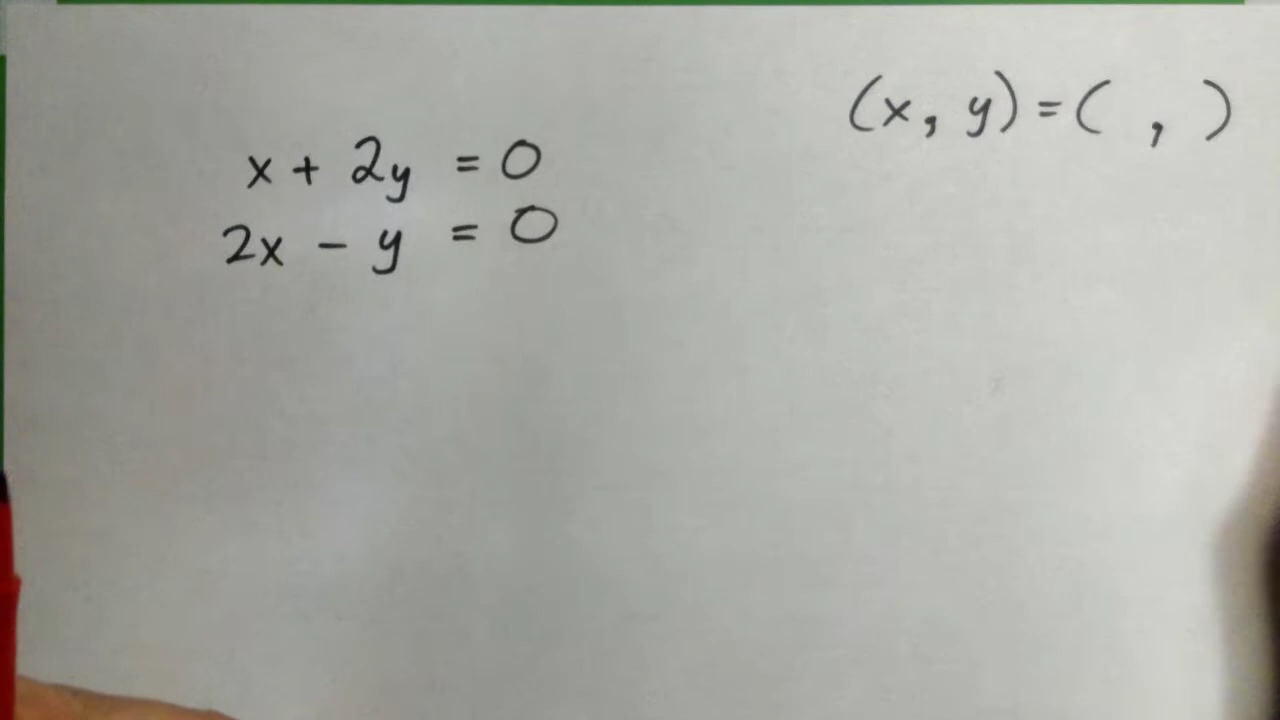 (x, y) = ( , )
x + 2y = 0
2x - y = 0